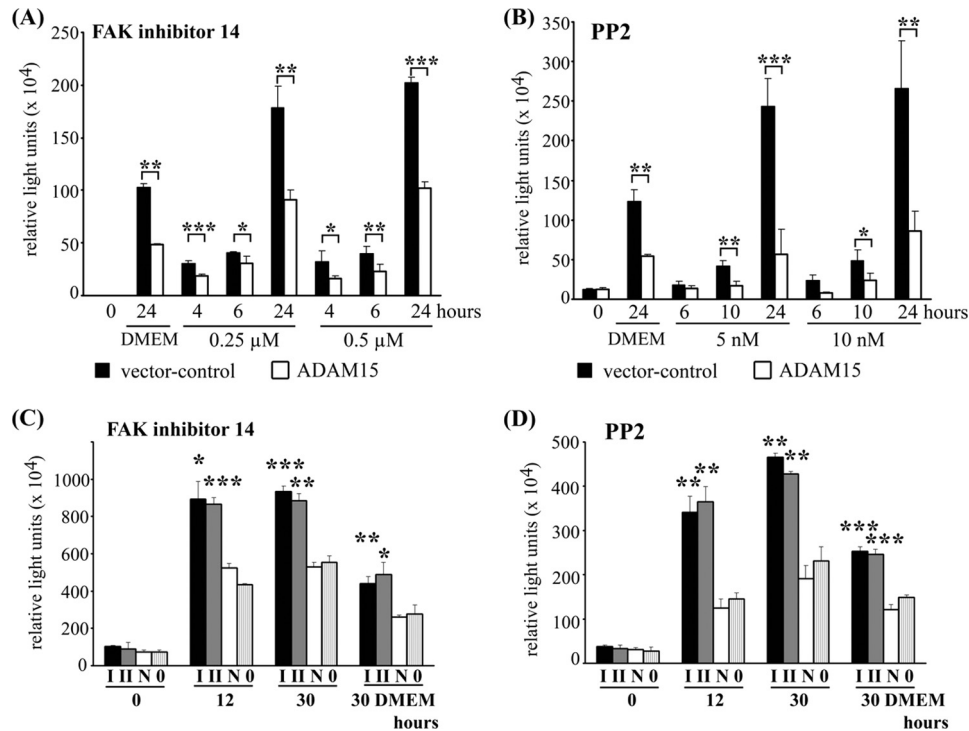 (A) FAK inhibitor 14
relative light units (x 10⁴)
250
200
150
100
50
0
** *** * ** * ** ***
0 24 4 6 24 4 6 24 hours
DMEM 0.25 µM 0.5 µM
vector-control ADAM15
(B) PP2
relative light units (x 10⁴)
350
300
250
200
150
100
50
0
** ** *** * **
0 24 6 10 24 6 10 24 hours
DMEM 5 nM 10 nM
vector-control ADAM15
(C) FAK inhibitor 14
relative light units (x 10⁴)
1000
800
600
400
200
0
* *** *** ** ** *
I II N 0 I II N 0 I II N 0 I II N 0
0 12 30 30 DMEM
hours
(D) PP2
relative light units (x 10⁴)
500
400
300
200
100
0
** ** ** ** *** ***
I II N 0 I II N 0 I II N 0 I II N 0
0 12 30 30 DMEM
hours